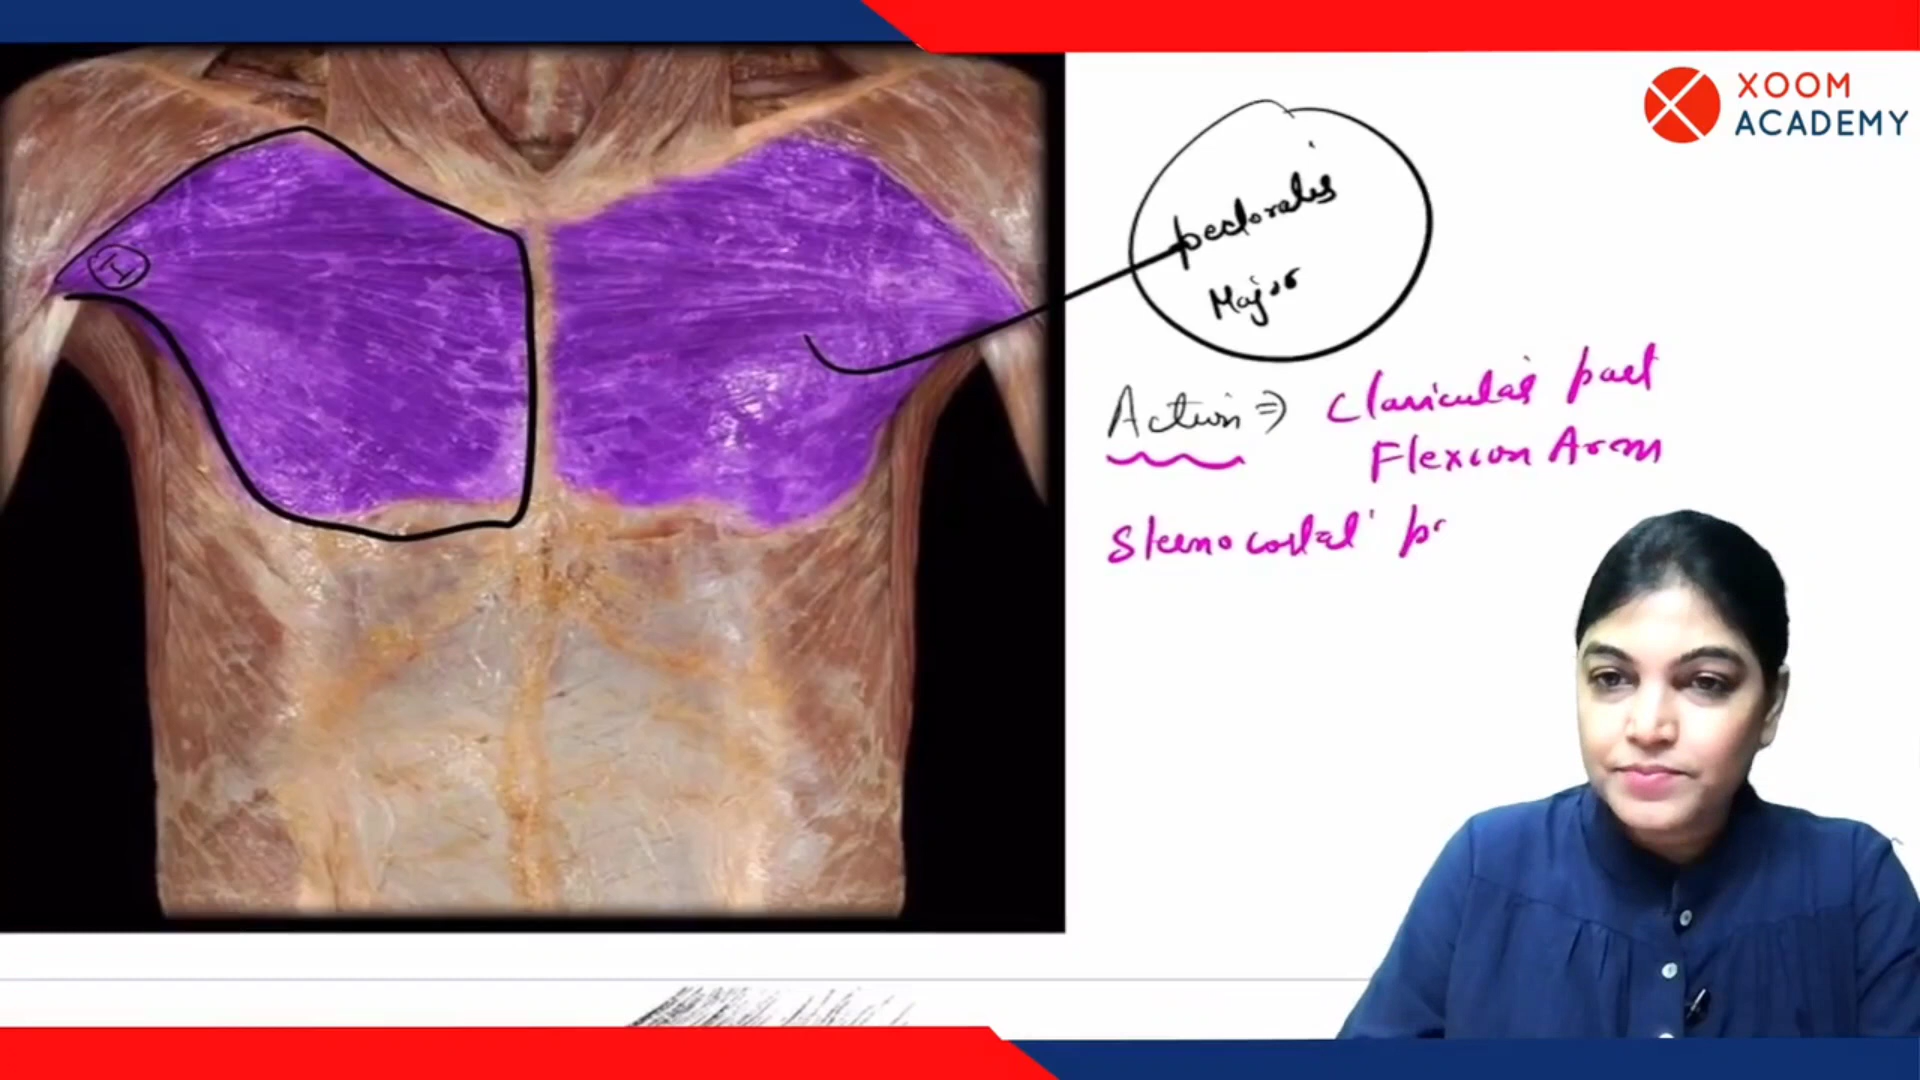 XOOM
ACADEMY
pectoralis
Major
I
Action ⇒ Clavicular part
Flexion Arm
Sternocostal p